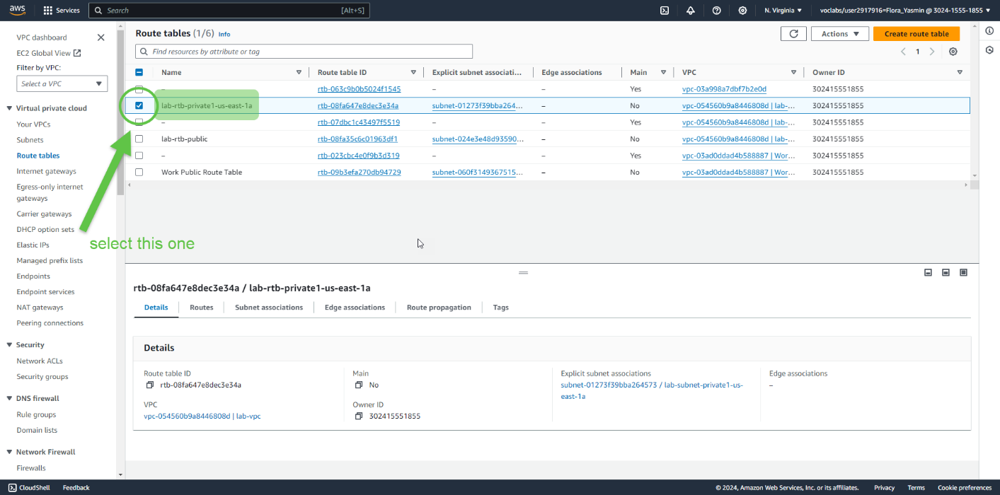 aws Services Search [Alt+S] N. Virginia voclabs/user2917916=Flora_Yasmin @ 3024-1555-1855
VPC dashboard
EC2 Global View
Filter by VPC:
Select a VPC
Virtual private cloud
Your VPCs
Subnets
Route tables
Internet gateways
Egress-only internet
gateways
Carrier gateways
DHCP option sets
Elastic IPs
Managed prefix lists
Endpoints
Endpoint services
NAT gateways
Peering connections
Security
Network ACLs
Security groups
DNS firewall
Rule groups
Domain lists
Network Firewall
Firewalls
Route tables (1/6) Info
Actions Create route table
Find resources by attribute or tag
1
Name Route table ID Explicit subnet associati... Edge associations Main VPC Owner ID
– rtb-063c9b0b5024f1545 – – Yes vpc-03a998a7dbf7b2e0d 302415551855
lab-rtb-private1-us-east-1a rtb-08fa647e8dec3e34a subnet-01273f39bba264... – No vpc-054560b9a8446808d | lab-... 302415551855
– rtb-07dbc1c43497f5519 – – Yes vpc-054560b9a8446808d | lab-... 302415551855
lab-rtb-public rtb-08fa35c6c01963df1 subnet-024e3e48d93590... – No vpc-054560b9a8446808d | lab-... 302415551855
– rtb-023cbc4e0f9b3d319 – – Yes vpc-03ad0ddad4b588887 | Wor... 302415551855
Work Public Route Table rtb-09b3efa270db94729 subnet-060f3149367515... – No vpc-03ad0ddad4b588887 | Wor... 302415551855
select this one
rtb-08fa647e8dec3e34a / lab-rtb-private1-us-east-1a
Details Routes Subnet associations Edge associations Route propagation Tags
Details
Route table ID
rtb-08fa647e8dec3e34a
VPC
vpc-054560b9a8446808d | lab-vpc
Main
No
Owner ID
302415551855
Explicit subnet associations
subnet-01273f39bba264573 / lab-subnet-private1-us-
east-1a
Edge associations
–
CloudShell Feedback © 2024, Amazon Web Services, Inc. or its affiliates. Privacy Terms Cookie preferences